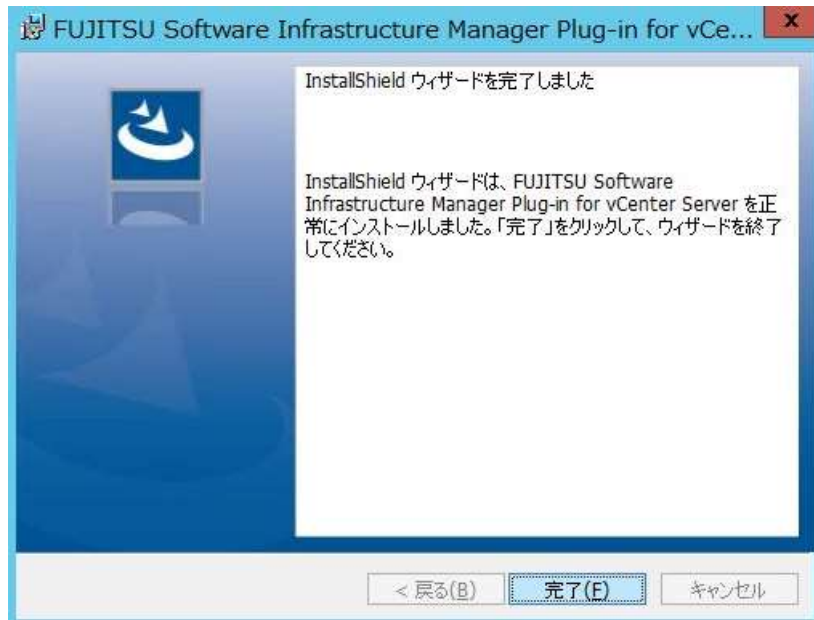 FUJITSU Software Infrastructure Manager Plug-in for vCe...
x
InstallShield ウィザードを完了しました
InstallShield ウィザードは、FUJITSU Software
Infrastructure Manager Plug-in for vCenter Server を正
常にインストールしました。「完了」をクリックして、ウィザードを終了
してください。
< 戻る(B)
完了(F)
キャンセル